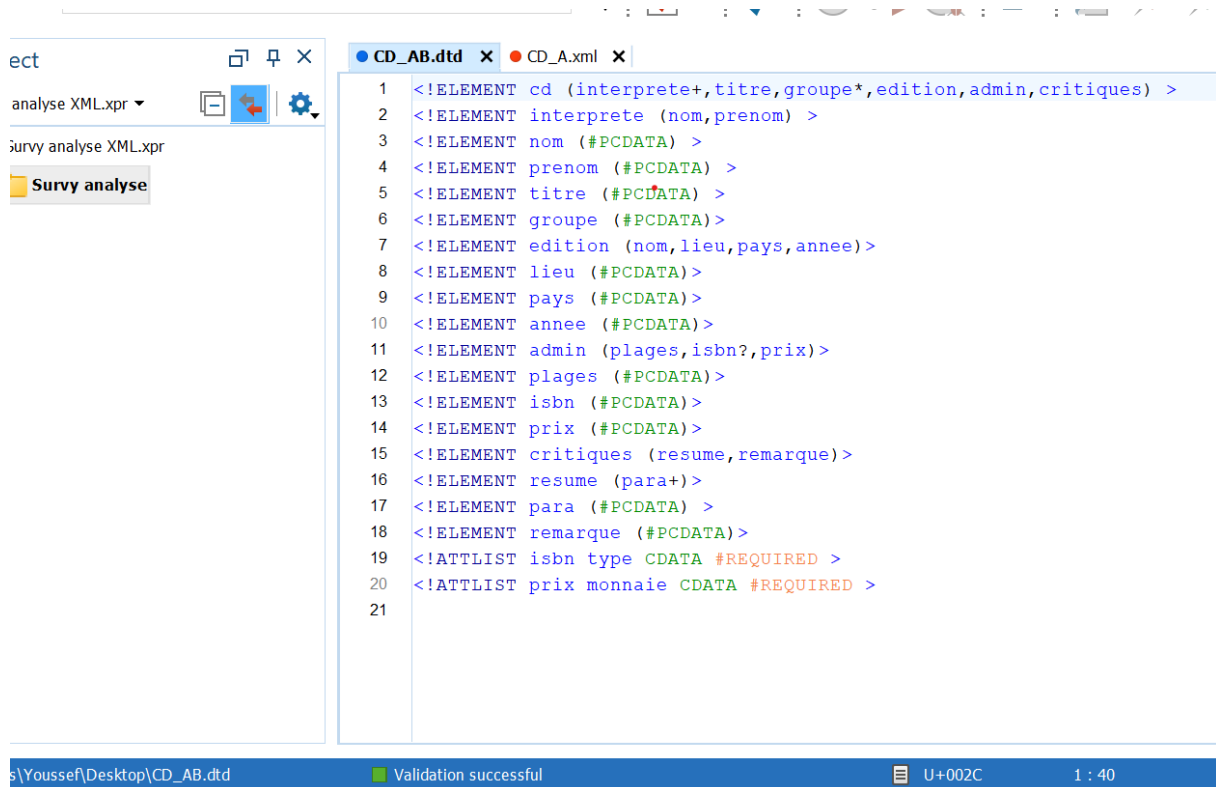 ect
CD_AB.dtd
CD_A.xml
analyse XML.xpr
Survy analyse XML.xpr
Survy analyse
1 <!ELEMENT cd (interprete+,titre,groupe*,edition,admin,critiques) >
2 <!ELEMENT interprete (nom,prenom) >
3 <!ELEMENT nom (#PCDATA) >
4 <!ELEMENT prenom (#PCDATA) >
5 <!ELEMENT titre (#PCDATA) >
6 <!ELEMENT groupe (#PCDATA)>
7 <!ELEMENT edition (nom,lieu,pays,annee)>
8 <!ELEMENT lieu (#PCDATA)>
9 <!ELEMENT pays (#PCDATA)>
10 <!ELEMENT annee (#PCDATA)>
11 <!ELEMENT admin (plages,isbn?,prix)>
12 <!ELEMENT plages (#PCDATA)>
13 <!ELEMENT isbn (#PCDATA)>
14 <!ELEMENT prix (#PCDATA)>
15 <!ELEMENT critiques (resume,remarque)>
16 <!ELEMENT resume (para+)>
17 <!ELEMENT para (#PCDATA) >
18 <!ELEMENT remarque (#PCDATA)>
19 <!ATTLIST isbn type CDATA #REQUIRED >
20 <!ATTLIST prix monnaie CDATA #REQUIRED >
21
s\Youssef\Desktop\CD_AB.dtd
Validation successful
U+002C
1 : 40